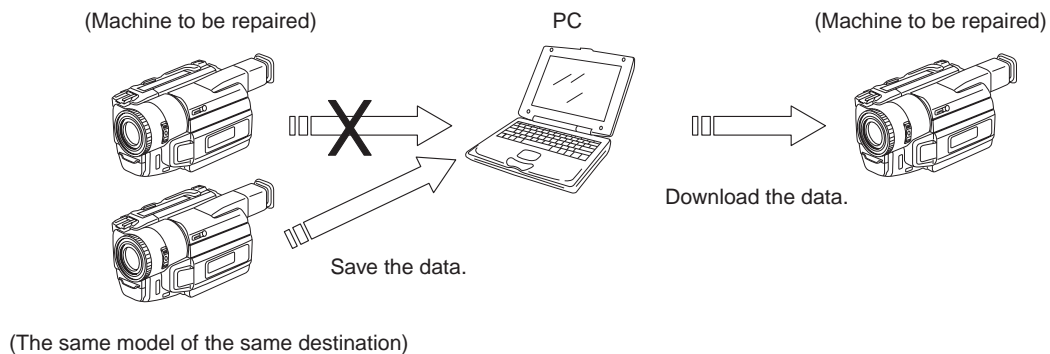 (Machine to be repaired)
PC
(Machine to be repaired)
X
Download the data.
Save the data.
(The same model of the same destination)